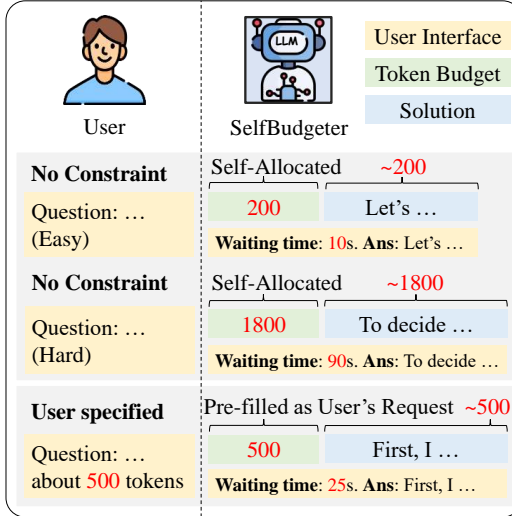 LLM
User
SelfBudgeter
User Interface
Token Budget
Solution
No Constraint
Question: …
(Easy)
Self-Allocated ~200
200 Let's …
Waiting time: 10s. Ans: Let's …
No Constraint
Question: …
(Hard)
Self-Allocated ~1800
1800 To decide …
Waiting time: 90s. Ans: To decide …
User specified
Question: …
about 500 tokens
Pre-filled as User's Request ~500
500 First, I …
Waiting time: 25s. Ans: First, I …